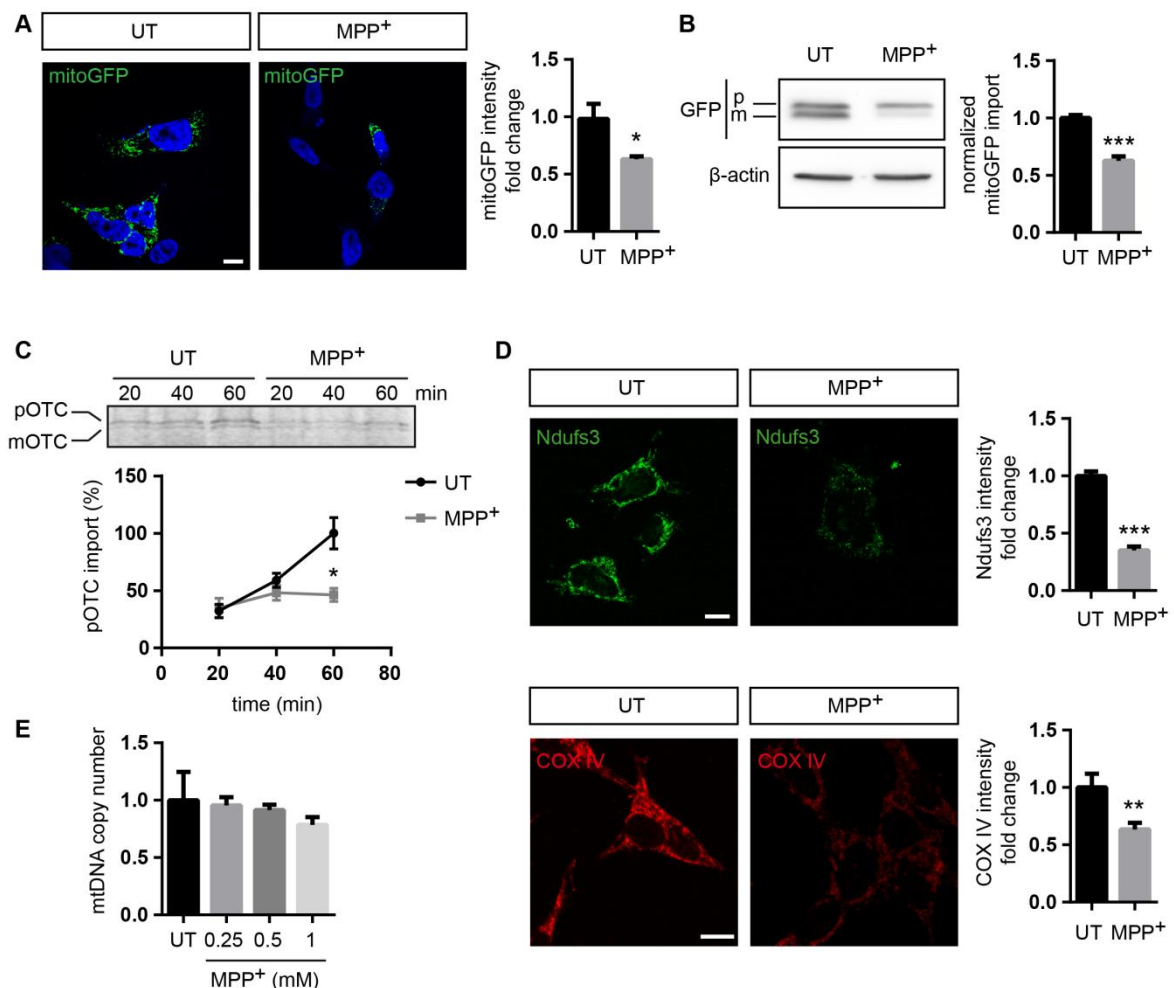 A
UT
MPP+
mitoGFP
mitoGFP
mitoGFP intensity
fold change
1.5
1.0
0.5
0.0
*
UT MPP+
B
UT MPP+
GFP
p
m
β-actin
normalized
mitoGFP import
1.5
1.0
0.5
0.0
***
UT MPP+
C
UT MPP+
20 40 60 20 40 60 min
pOTC
mOTC
pOTC import (%)
150
100
50
0
*
0 20 40 60 80
time (min)
UT
MPP+
D
UT
MPP+
Ndufs3
Ndufs3
Ndufs3 intensity
fold change
1.5
1.0
0.5
0.0
***
UT MPP+
UT
MPP+
COX IV
COX IV
COX IV intensity
fold change
1.5
1.0
0.5
0.0
**
UT MPP+
E
mtDNA copy number
1.5
1.0
0.5
0.0
UT 0.25 0.5 1
MPP+ (mM)